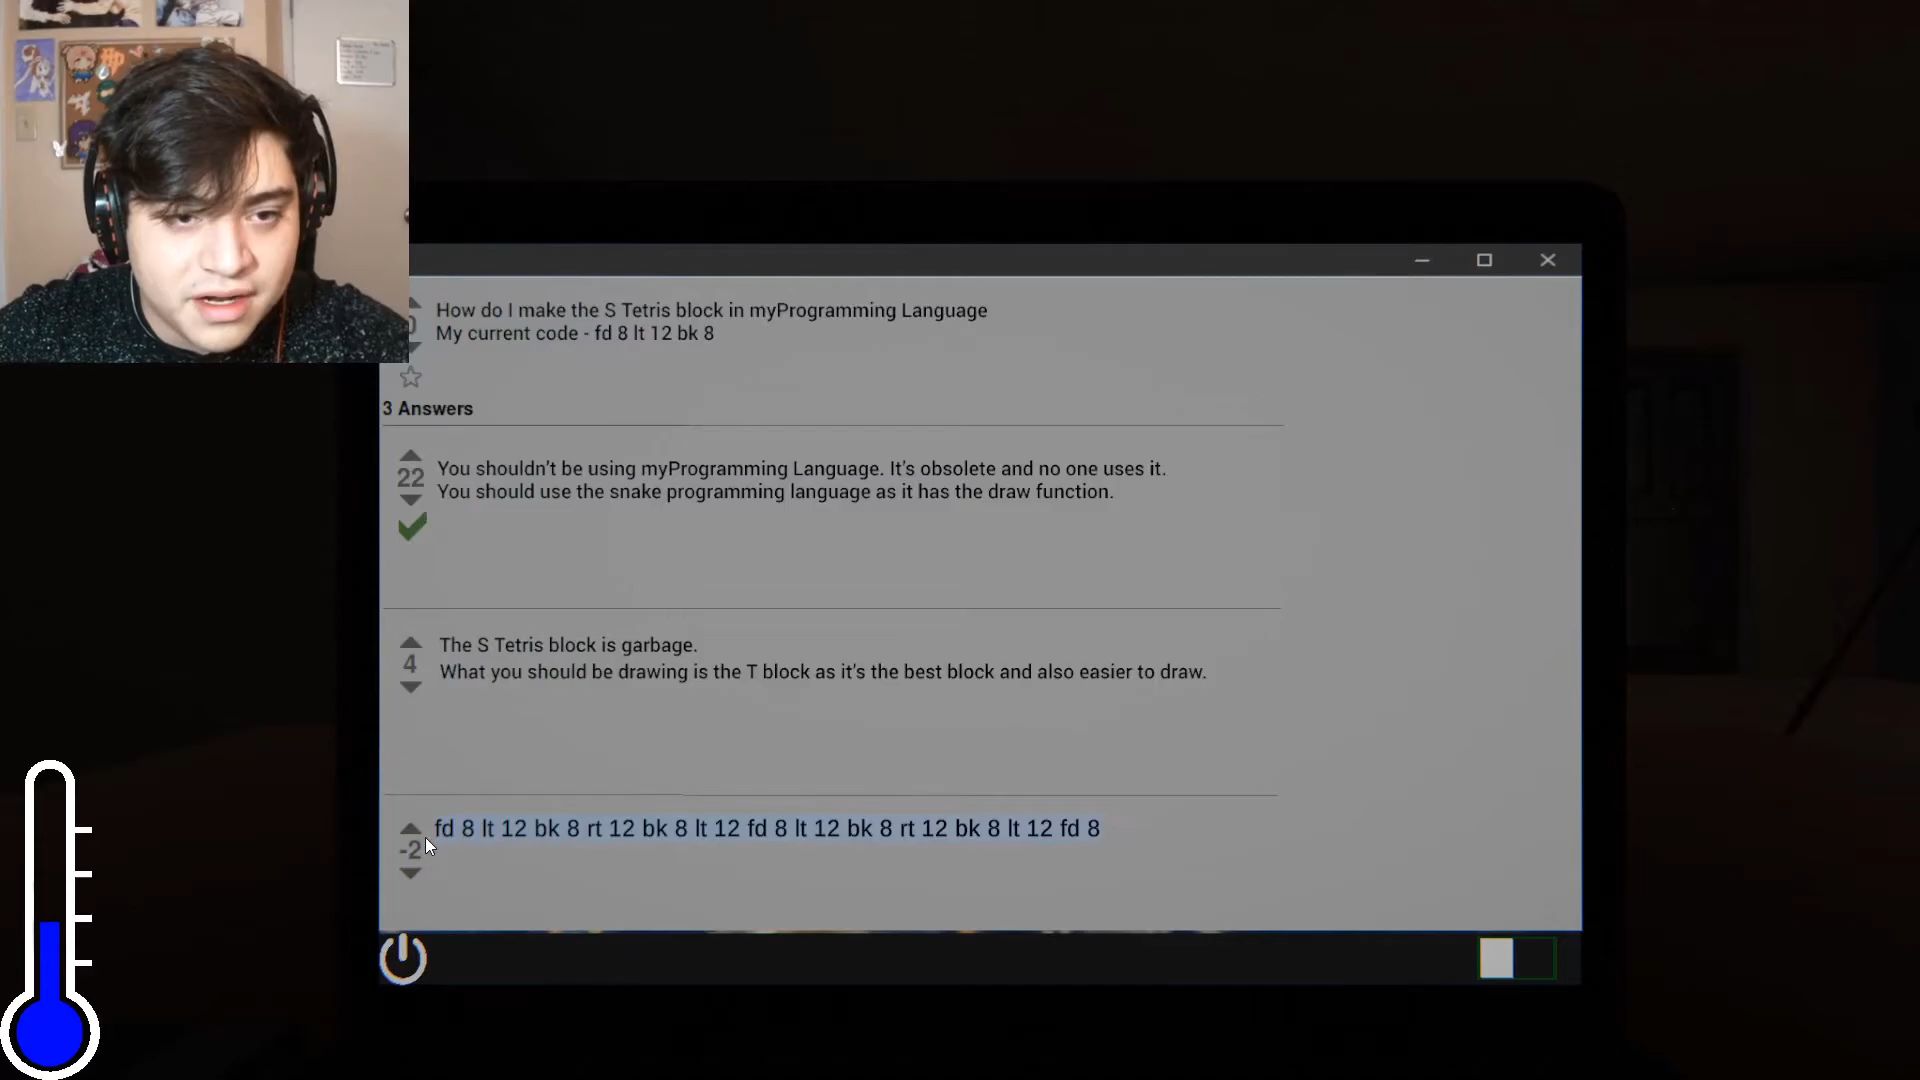 How do I make the S Tetris block in myProgramming Language
My current code - fd 8 lt 12 bk 8
3 Answers
22
You shouldn't be using myProgramming Language. It's obsolete and no one uses it.
You should use the snake programming language as it has the draw function.
4
The S Tetris block is garbage.
What you should be drawing is the T block as it's the best block and also easier to draw.
-2
fd 8 lt 12 bk 8 rt 12 bk 8 lt 12 fd 8 lt 12 bk 8 rt 12 bk 8 lt 12 fd 8